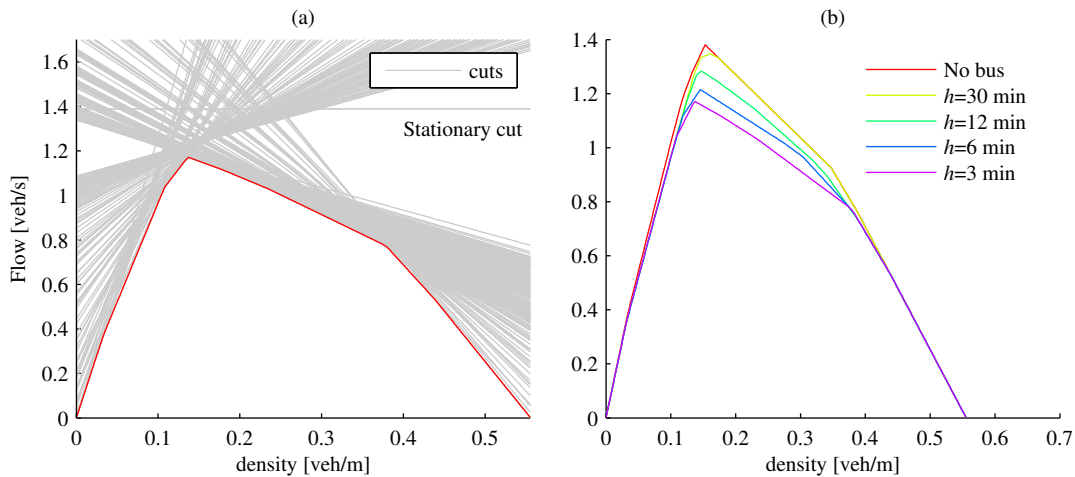 (a)
1.6
1.4
1.2
1
0.8
0.6
0.4
0.2
0
Flow [veh/s]
cuts
Stationary cut
0 0.1 0.2 0.3 0.4 0.5
density [veh/m]
(b)
1.4
1.2
1
0.8
0.6
0.4
0.2
0
No bus
h=30 min
h=12 min
h=6 min
h=3 min
0 0.1 0.2 0.3 0.4 0.5 0.6 0.7
density [veh/m]